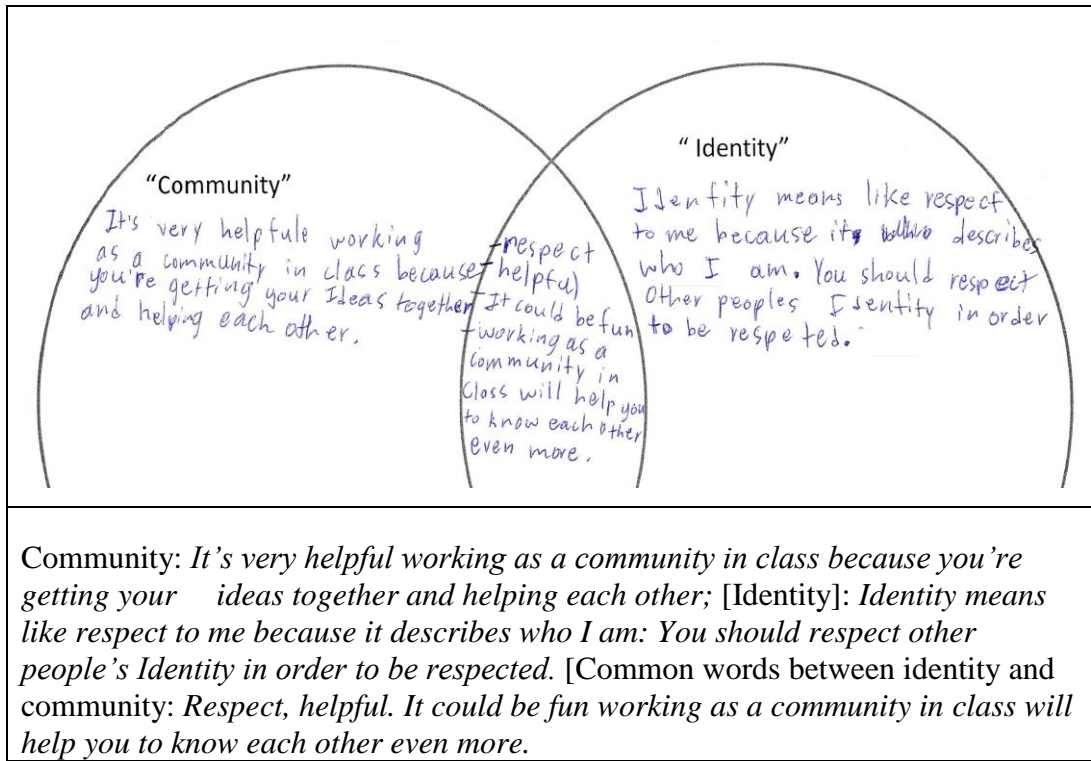 "Community"
It's very helpfule working
as a community in class because
you're getting your Ideas together
and helping each other.
-respect
-helpful
-It could be fun
-working as a
community in
Class will help you
to know each other
even more.
"Identity"
Identity means like respect
to me because it describes
who I am. You should respect
Other peoples Identity in order
to be respeted.
Community: It's very helpful working as a community in class because you're
getting your ideas together and helping each other; [Identity]: Identity means
like respect to me because it describes who I am: You should respect other
people's Identity in order to be respected. [Common words between identity and
community: Respect, helpful. It could be fun working as a community in class will
help you to know each other even more.